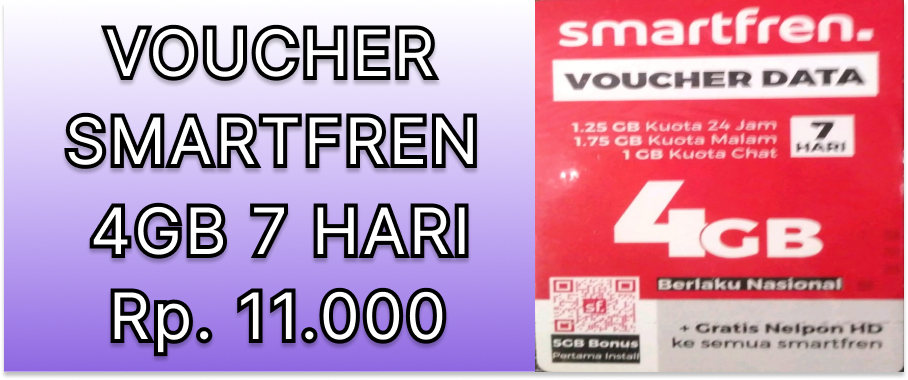 VOUCHER
SMARTFREN
4GB 7 HARI
Rp. 11.000
smartfren.
VOUCHER DATA
1.25 GB Kuota 24 Jam
1.75 GB Kuota Malam
1 GB Kuota Chat
7
HARI
4GB
Berlaku Nasional
sf
5GB Bonus
Pertama Install
+ Gratis Nelpon HD
ke semua smartfren